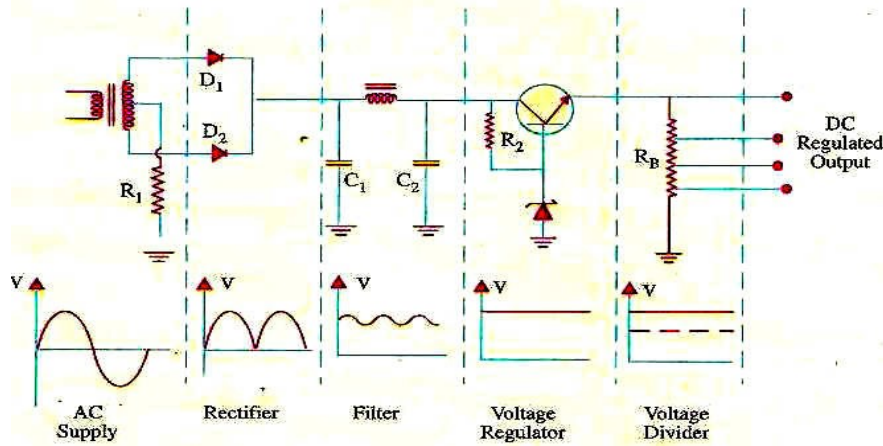 D1
D2
R1
C1
C2
R2
RB
DC
Regulated
Output
V
V
V
V
V
AC
Supply
Rectifier
Filter
Voltage
Regulator
Voltage
Divider